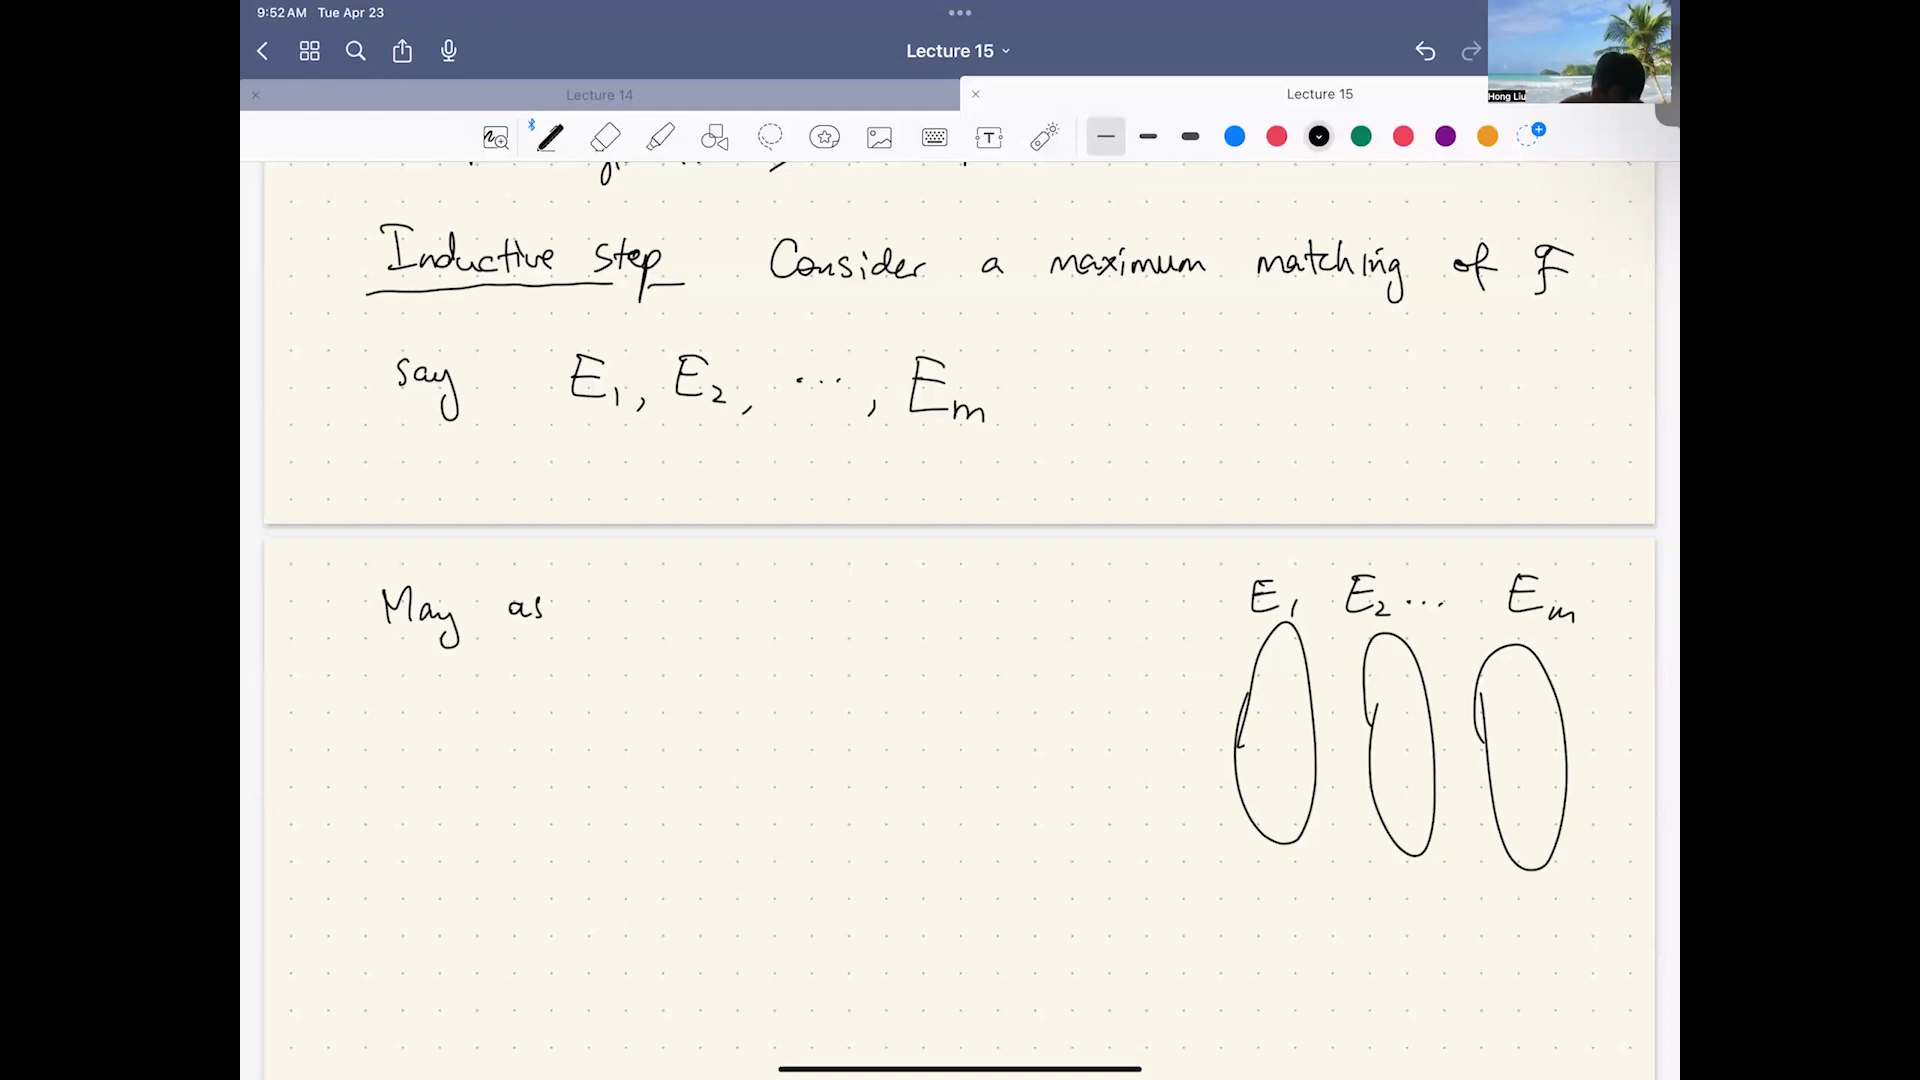 9:52 AM Tue Apr 23
Lecture 15
Hong Liu
Lecture 14
Lecture 15
Inductive step Consider a maximum matching of F
say E1, E2, ..., Em
May as
E1 E2 ... Em